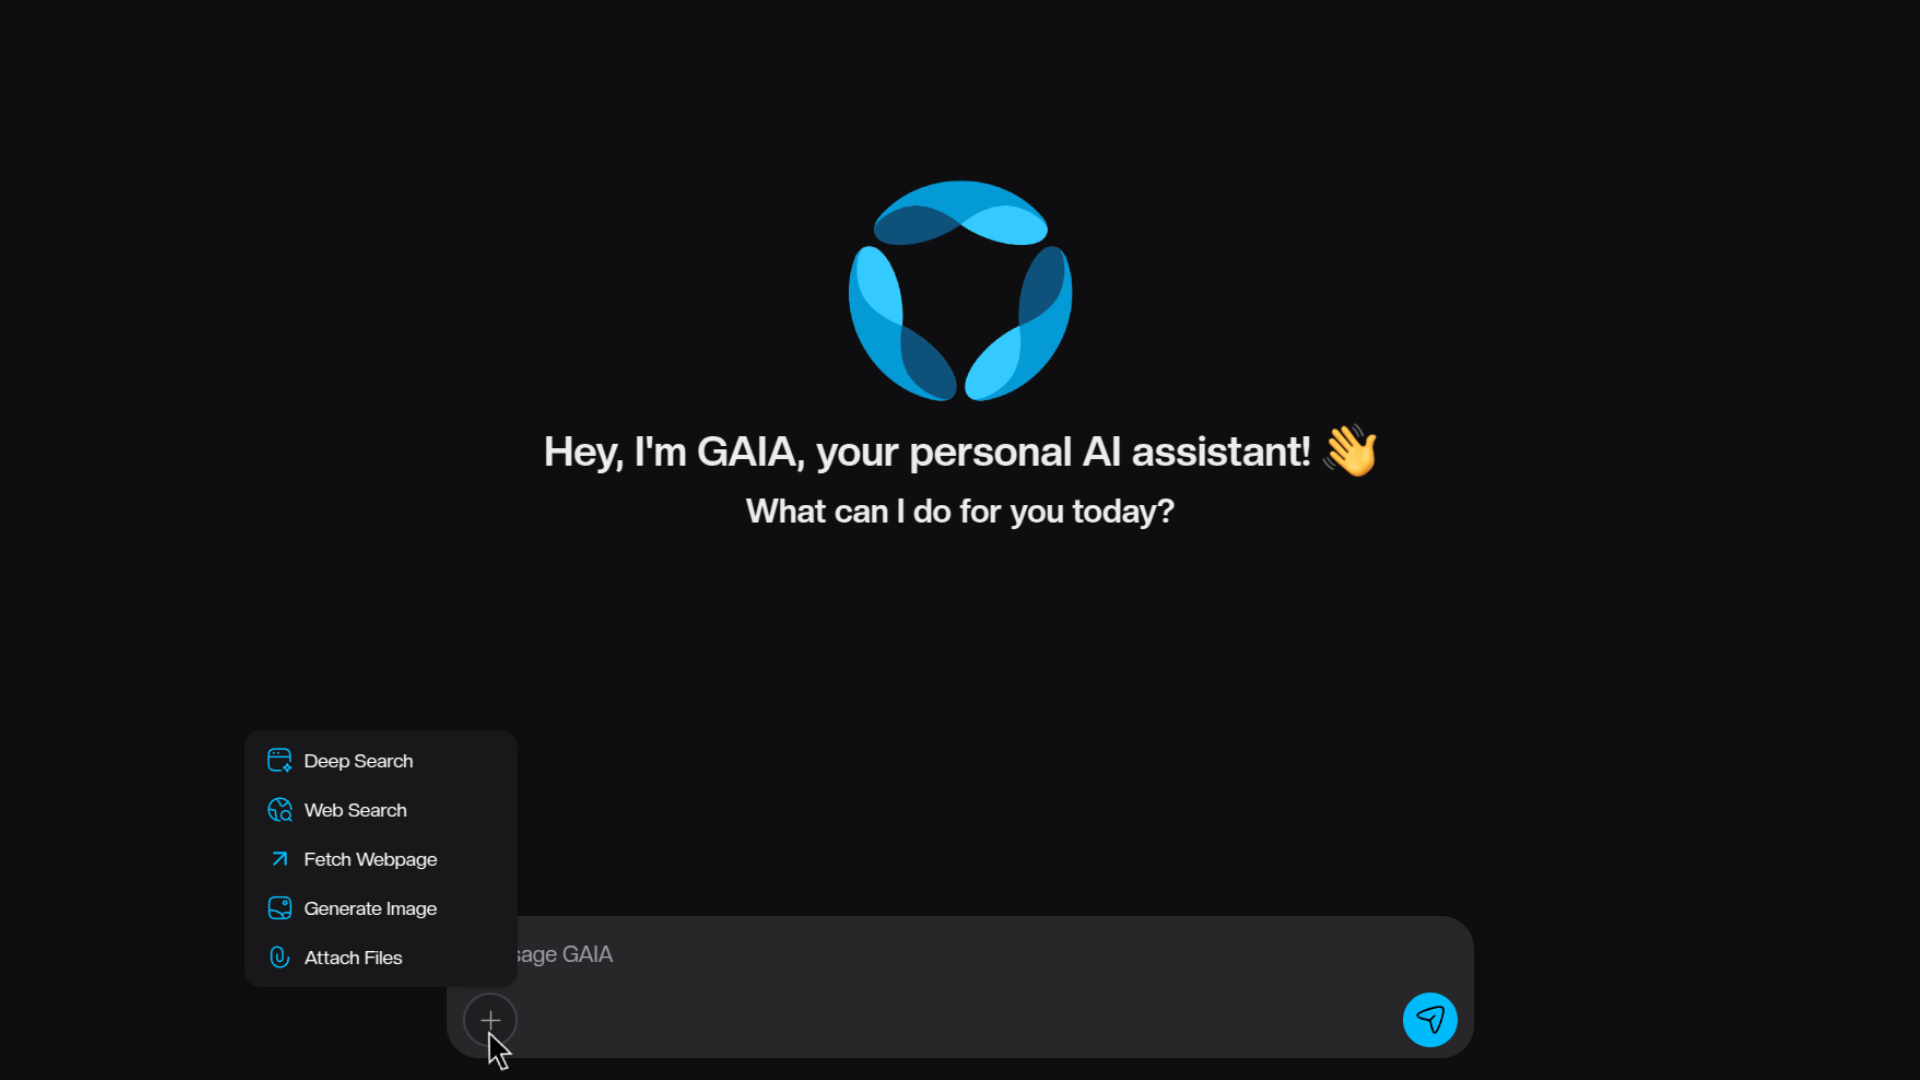 Hey, I'm GAIA, your personal AI assistant! 👋
What can I do for you today?
Deep Search
Web Search
Fetch Webpage
Generate Image
Attach Files
sage GAIA